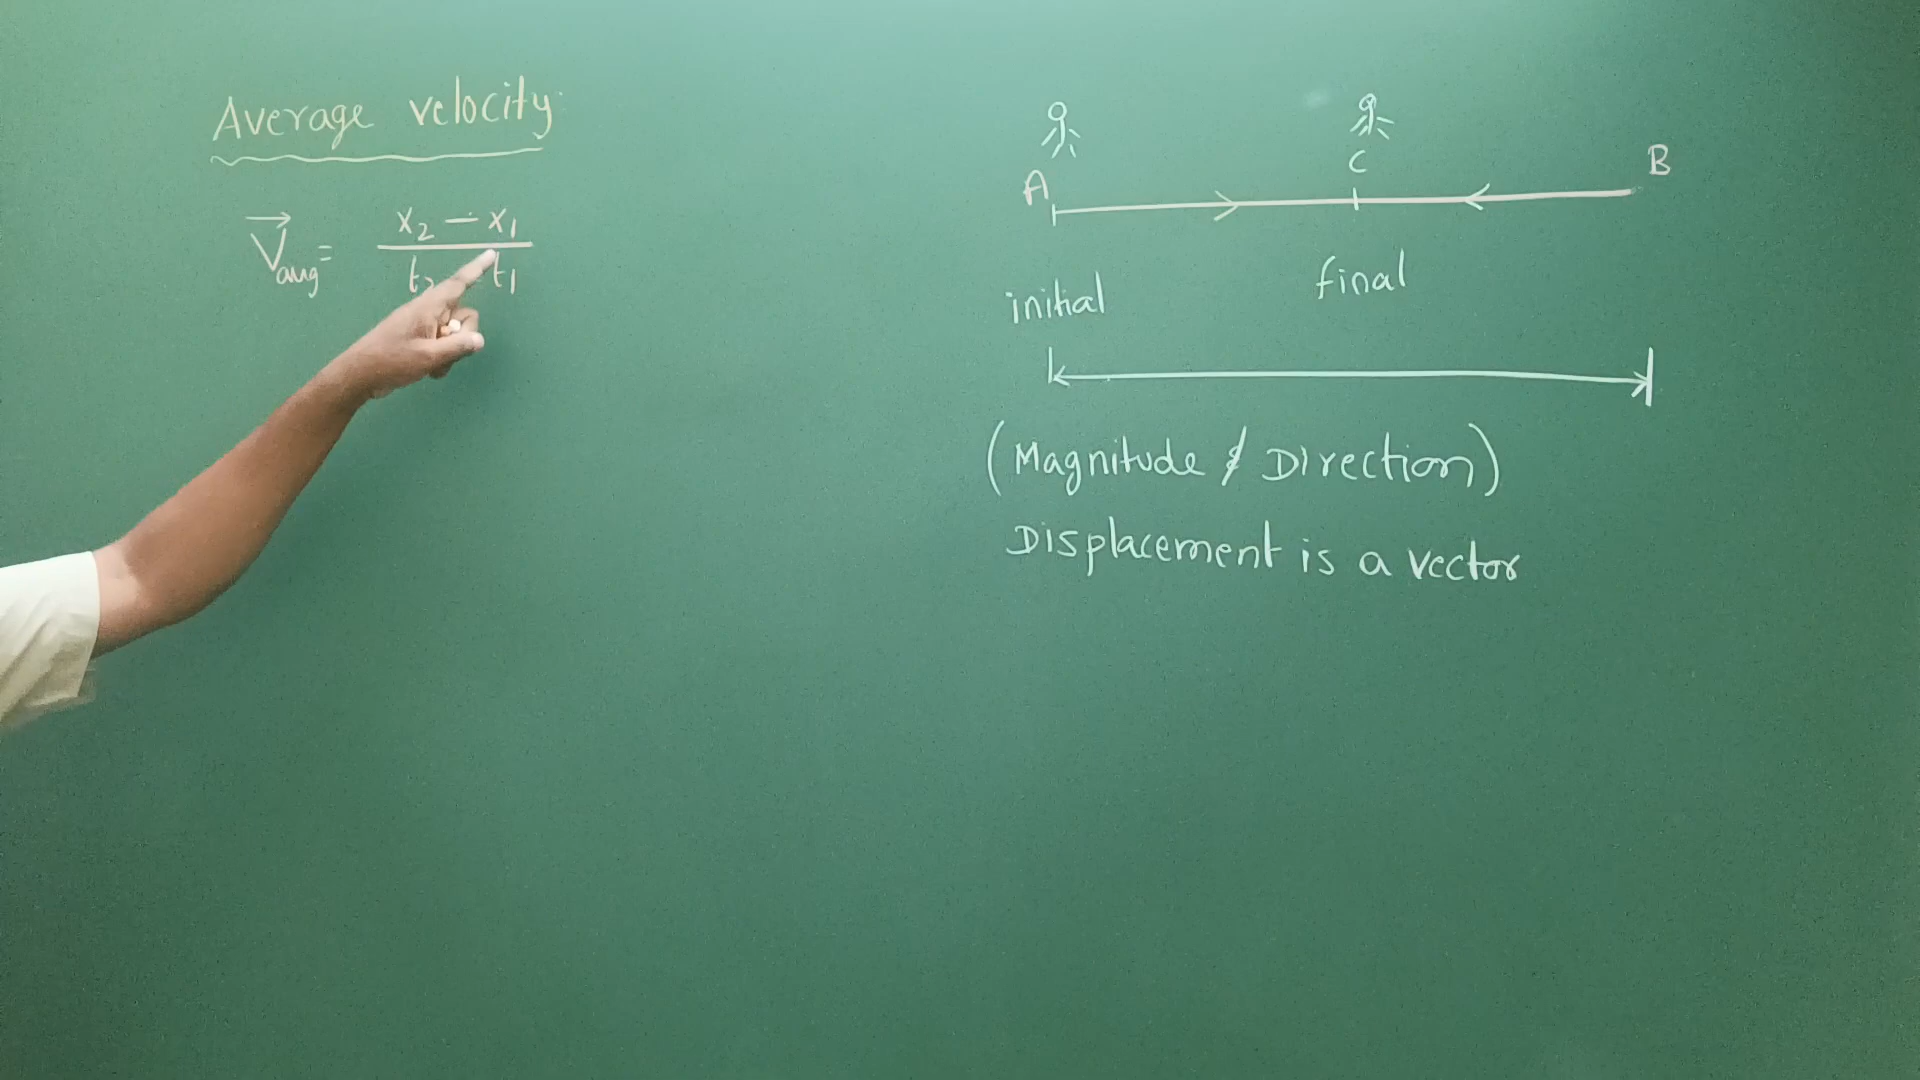 Average velocity
V⃗avg = x2 - x1
t2 - t1
A C B
initial final
(Magnitude & Direction)
Displacement is a vector